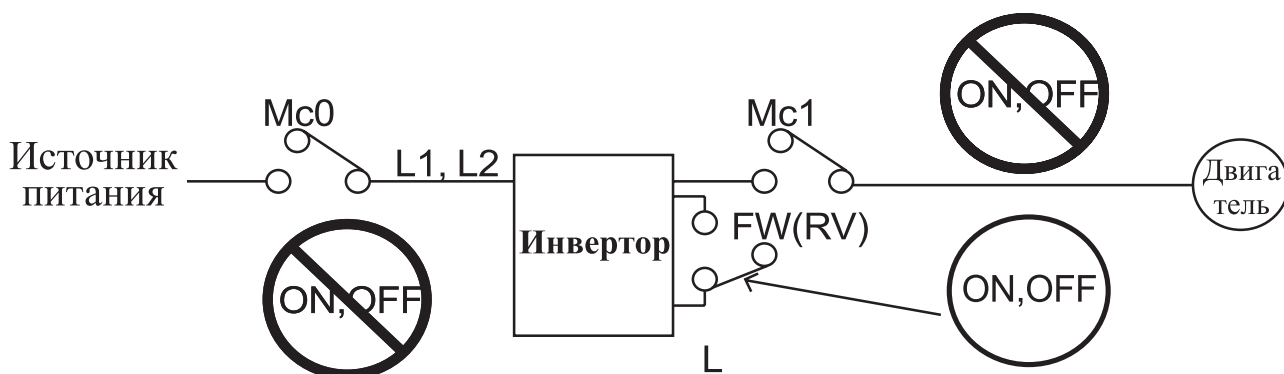 ON,OFF
Mc0
Mc1
Источник
питания
L1, L2
Двига
тель
Инвертор
FW(RV)
ON,OFF
ON,OFF
L